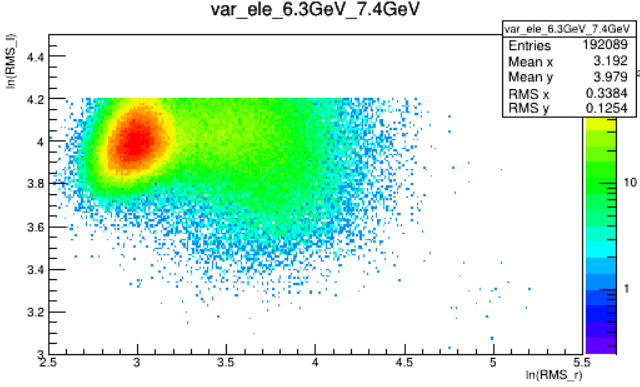 var_ele_6.3GeV_7.4GeV
var_ele_6.3GeV_7.4GeV
Entries 192089
Mean x 3.192
Mean y 3.979
RMS x 0.3384
RMS y 0.1254
ln(RMS_l)
4.4
4.2
4
3.8
3.6
3.4
3.2
3
10
1
2.5 3 3.5 4 4.5 5 5.5
ln(RMS_r)